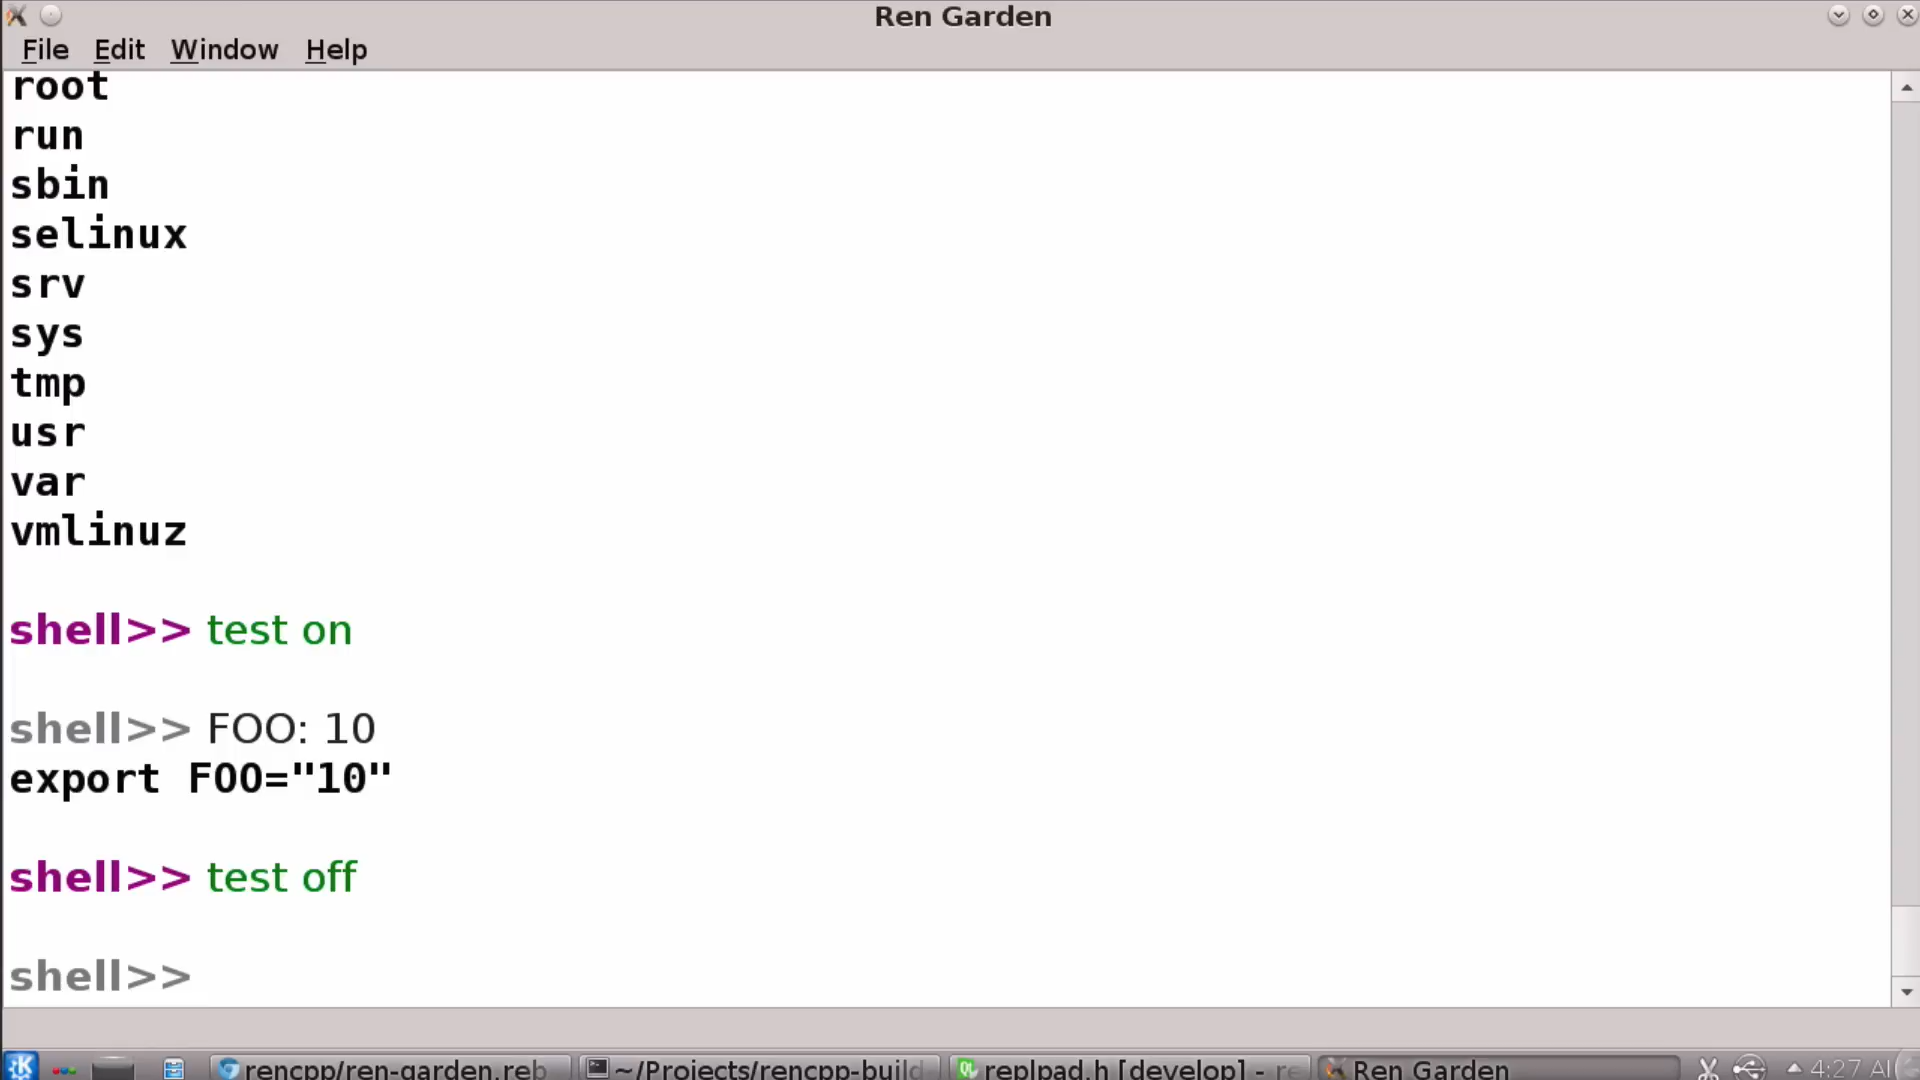 Ren Garden
File Edit Window Help
root
run
sbin
selinux
srv
sys
tmp
usr
var
vmlinuz
shell>> test on
shell>> FOO: 10
export FOO="10"
shell>> test off
shell>>
rencpp/ren-garden.reb ~/Projects/rencpp-build replpad.h [develop] - re Ren Garden 4:27 A